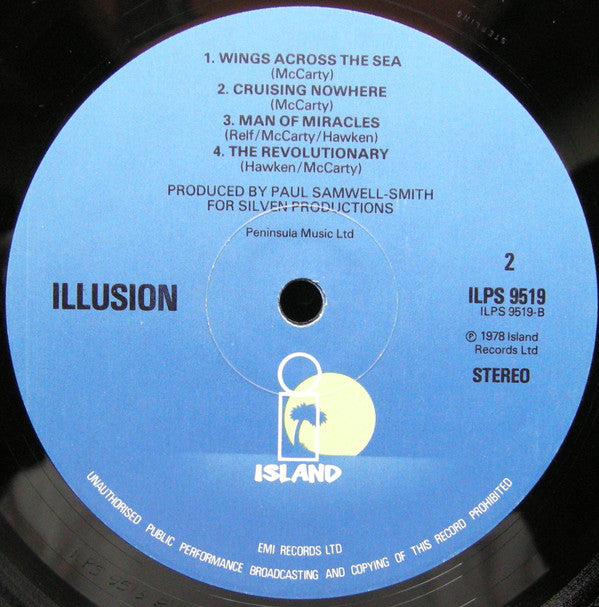 STERLING
1. WINGS ACROSS THE SEA
(McCarty)
2. CRUISING NOWHERE
(McCarty)
3. MAN OF MIRACLES
(Relf/McCarty/Hawken)
4. THE REVOLUTIONARY
(Hawken/McCarty)
PRODUCED BY PAUL SAMWELL-SMITH
FOR SILVEN PRODUCTIONS
Peninsula Music Ltd
ILLUSION
2
ILPS 9519
ILPS 9519-B
℗ 1978 Island
Records Ltd
STEREO
ISLAND
EMI RECORDS LTD
UNAUTHORISED PUBLIC PERFORMANCE BROADCASTING AND COPYING OF THIS RECORD PROHIBITED